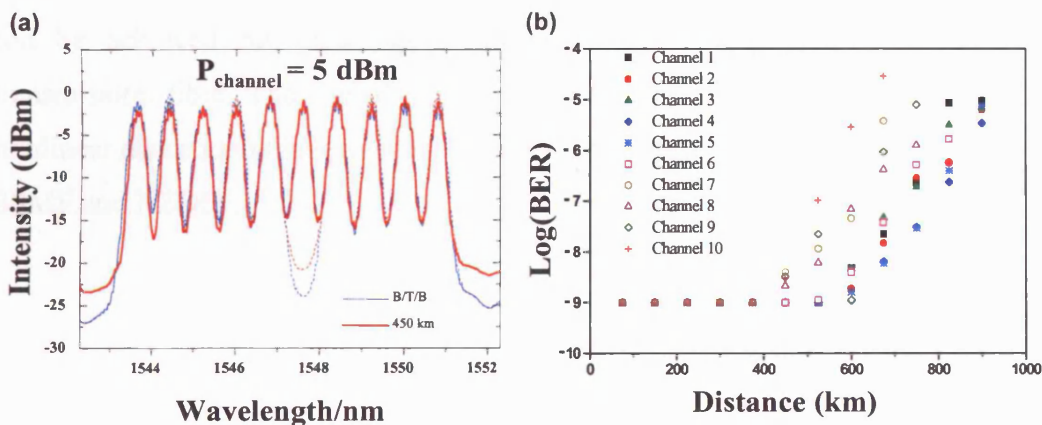 (a)
P channel = 5 dBm
Intensity (dBm)
5
0
-5
-10
-15
-20
-25
-30
B/T/B
450 km
1544
1546
1548
1550
1552
Wavelength/nm
(b)
Log(BER)
-4
-5
-6
-7
-8
-9
-10
Channel 1
Channel 2
Channel 3
Channel 4
Channel 5
Channel 6
Channel 7
Channel 8
Channel 9
Channel 10
0
200
400
600
800
1000
Distance (km)